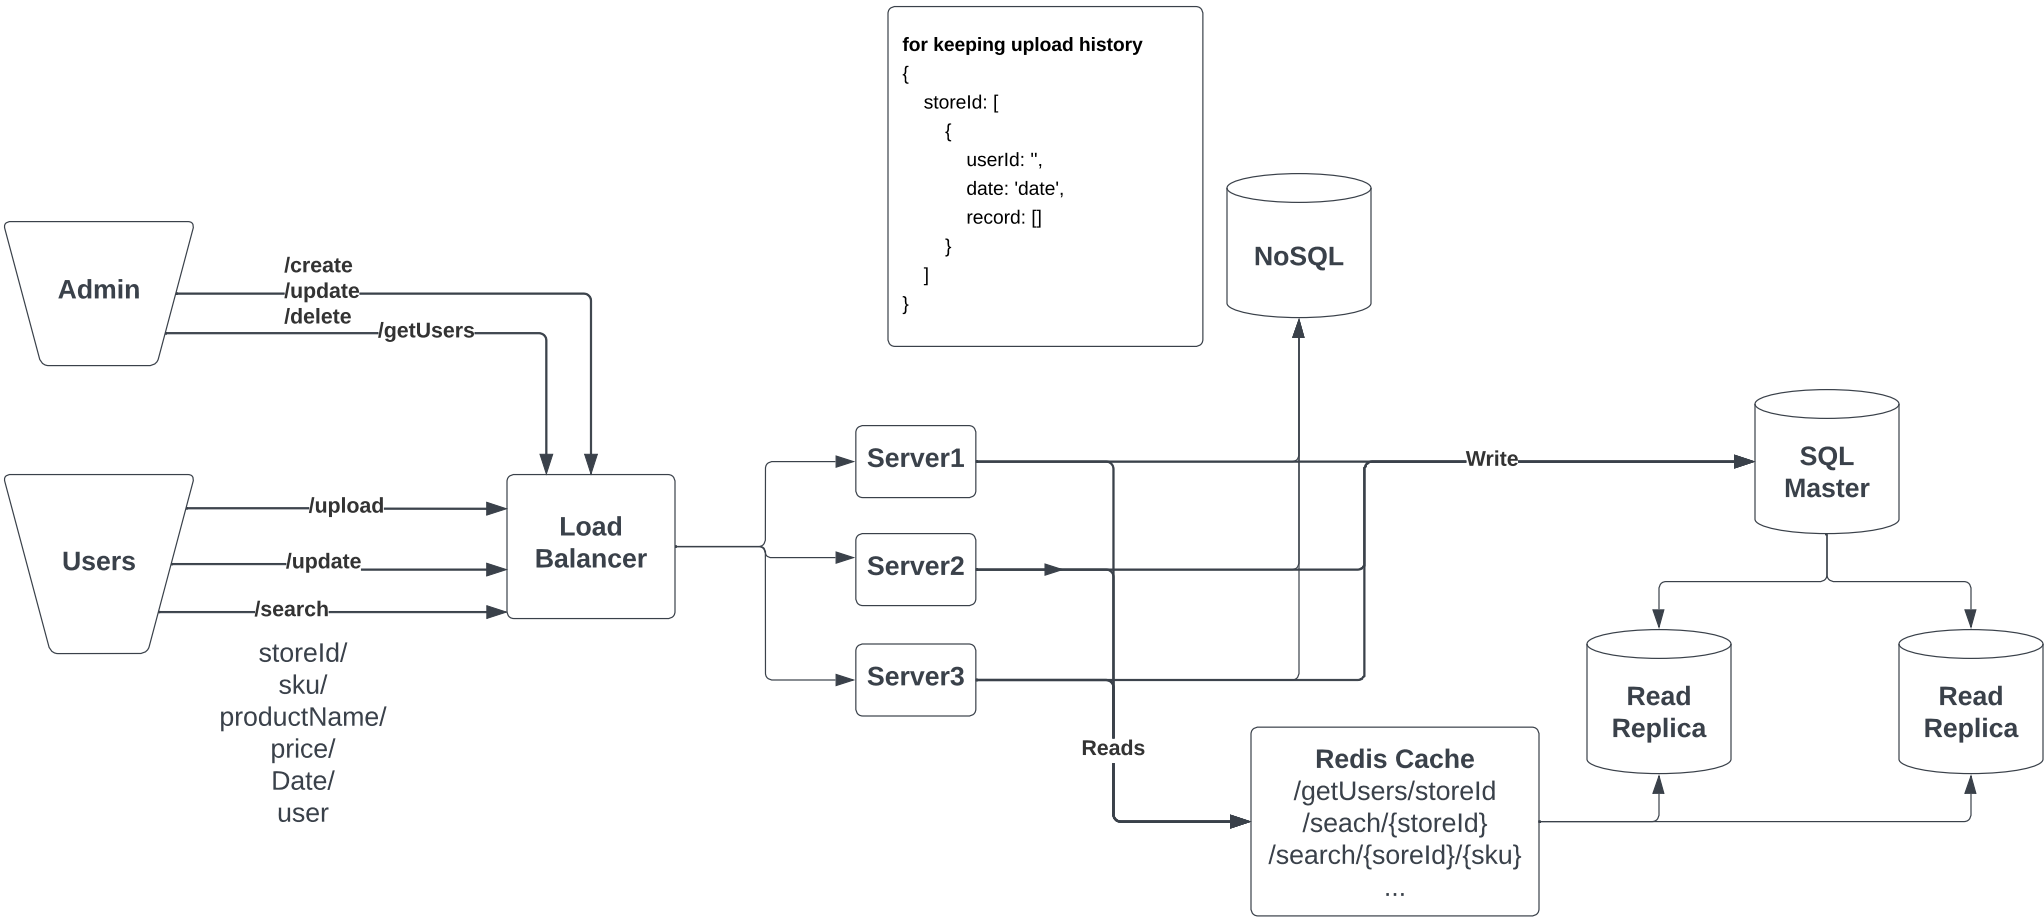 for keeping upload history
{
storeId: [
{
userId: '',
date: 'date',
record: []
}
]
}
NoSQL
Admin
/create
/update
/delete
/getUsers
Users
/upload
/update
/search
storeId/
sku/
productName/
price/
Date/
user
Load
Balancer
Server1
Server2
Server3
Write
Reads
SQL
Master
Read
Replica
Read
Replica
Redis Cache
/getUsers/storeId
/seach/{storeId}
/search/{soreId}/{sku}
...